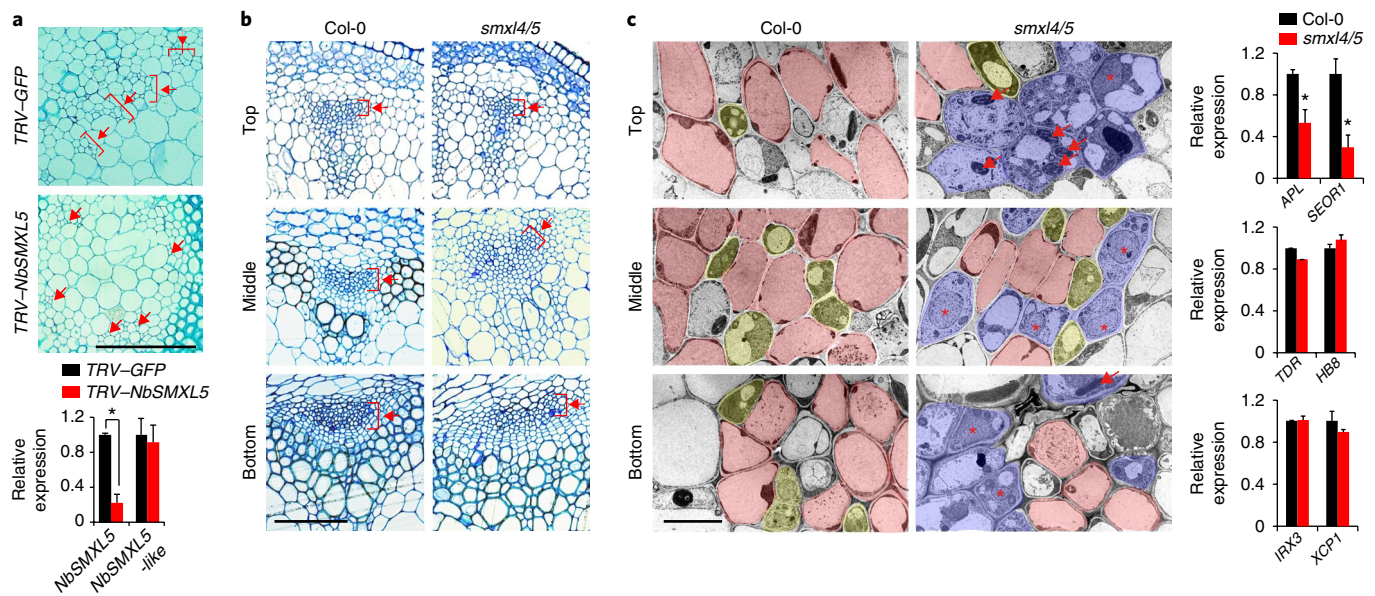 a
TRV–GFP
TRV–NbSMXL5
TRV–GFP
TRV–NbSMXL5
Relative
expression
1.2
0.8
0.4
0
*
NbSMXL5
NbSMXL5
-like
b
Col-0
smxl4/5
Top
Middle
Bottom
c
Col-0
smxl4/5
Top
*
Middle
*
*
*
*
Bottom
*
*
Col-0
smxl4/5
Relative
expression
1.2
0.8
0.4
0
*
*
APL
SEOR1
Relative
expression
1.2
0.8
0.4
0
TDR
HB8
Relative
expression
1.2
0.8
0.4
0
IRX3
XCP1